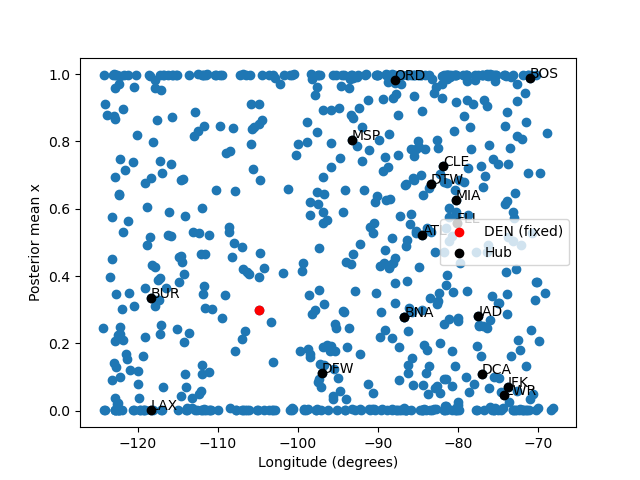 1.0
0.8
0.6
0.4
0.2
0.0
Posterior mean x
ORD
BOS
MSP
CLE
DTW
MIA
FLL
ATL
DEN (fixed)
Hub
BUR
BNA
IAD
DFW
DCA
JFK
EWR
LAX
−120 −110 −100 −90 −80 −70
Longitude (degrees)